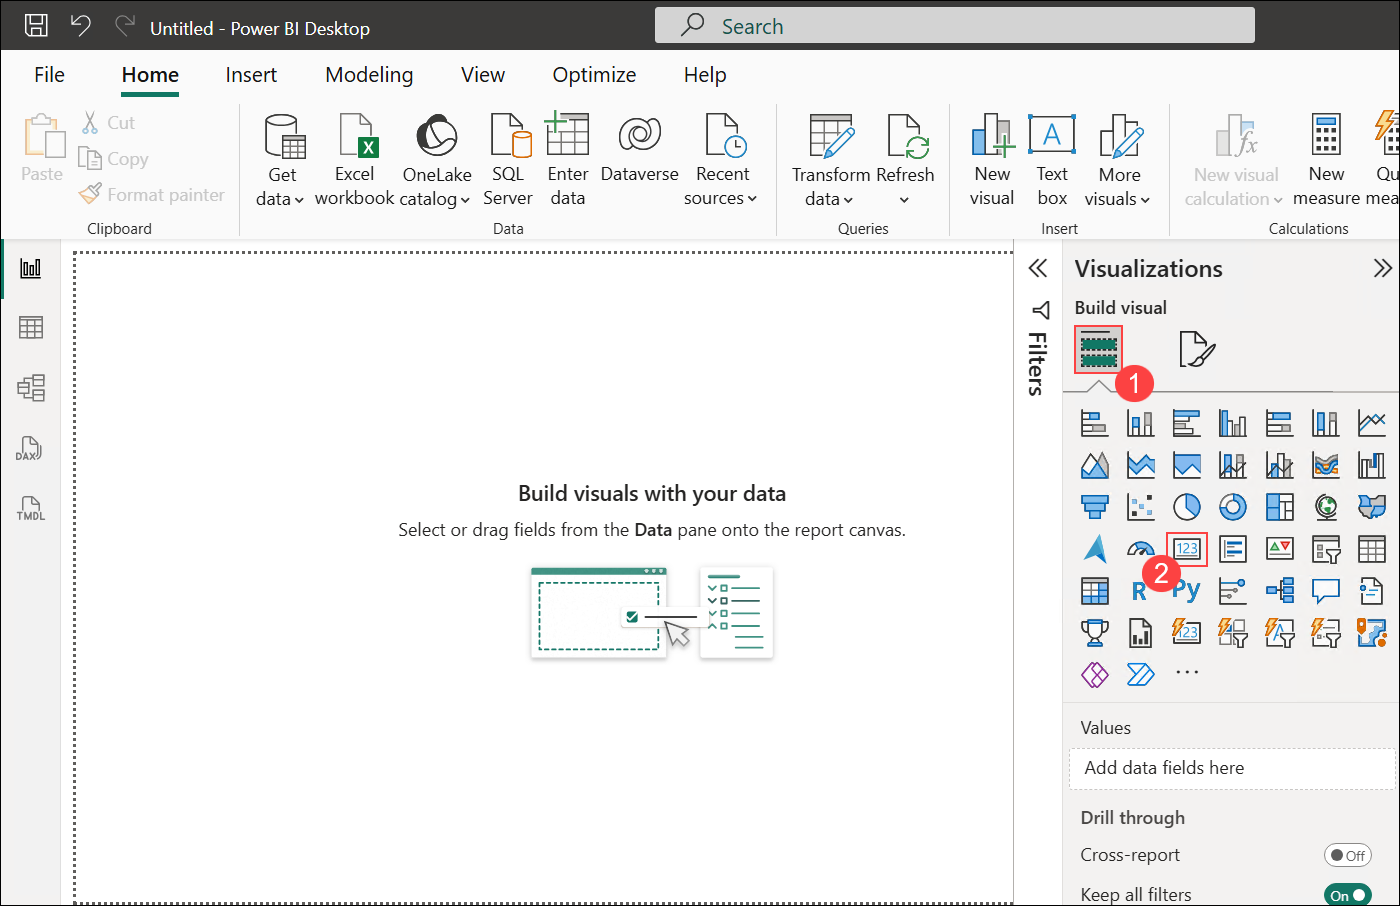 Untitled - Power BI Desktop
Search
File Home Insert Modeling View Optimize Help
Paste
Cut
Copy
Format painter
Clipboard
Get data
Excel workbook
OneLake catalog
SQL Server
Enter data
Dataverse
Recent sources
Data
Transform data
Refresh
Queries
New visual
Text box
More visuals
Insert
New visual calculation
New measure
Qu
mea
Calculations
DAX
TMDL
Build visuals with your data
Select or drag fields from the Data pane onto the report canvas.
Filters
Visualizations
Build visual
1
123
2
R
Py
123
Values
Add data fields here
Drill through
Cross-report
Off
Keep all filters
On